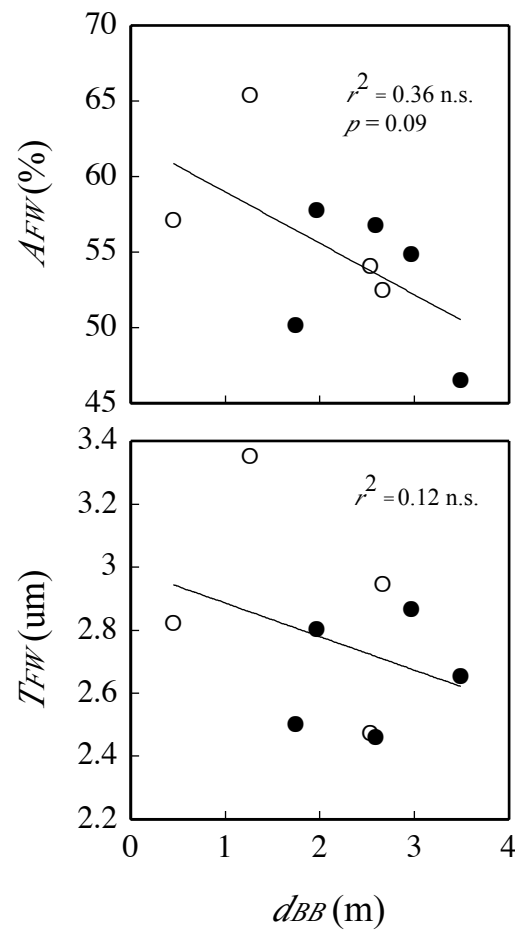 70
65
60
55
50
45
AFW (%)
r² = 0.36 n.s.
p = 0.09
3.4
3.2
3
2.8
2.6
2.4
2.2
TFW (um)
r² = 0.12 n.s.
0 1 2 3 4
dBB (m)